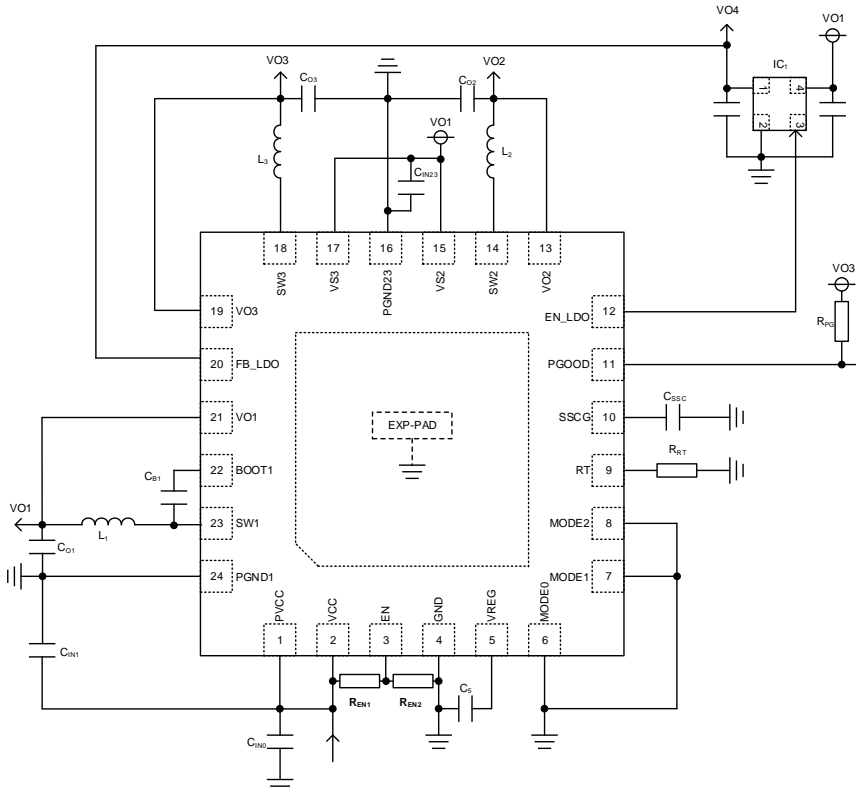 VO4
VO1
IC1
1
4
2
3
VO3
CO3
CO2
VO2
VO1
L3
CIN23
L2
18
17
16
15
14
13
SW3
VS3
PGND23
VS2
SW2
VO2
19
VO3
EN_LDO
12
VO3
RPG
20
FB_LDO
PGOOD
11
21
VO1
SSCG
10
CSSC
EXP-PAD
CB1
22
BOOT1
RT
9
RRT
VO1
L1
23
SW1
MODE2
8
CO1
24
PGND1
MODE1
7
PVCC
VCC
EN
GND
VREG
MODE0
1
2
3
4
5
6
CIN1
REN1
REN2
C5
CIN0